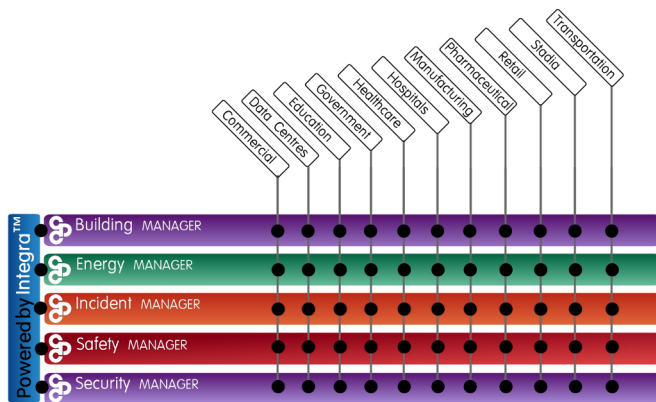 Commercial
Data Centres
Education
Government
Healthcare
Hospitals
Manufacturing
Pharmaceutical
Retail
Stadia
Transportation
Powered by Integra™
Building MANAGER
Energy MANAGER
Incident MANAGER
Safety MANAGER
Security MANAGER